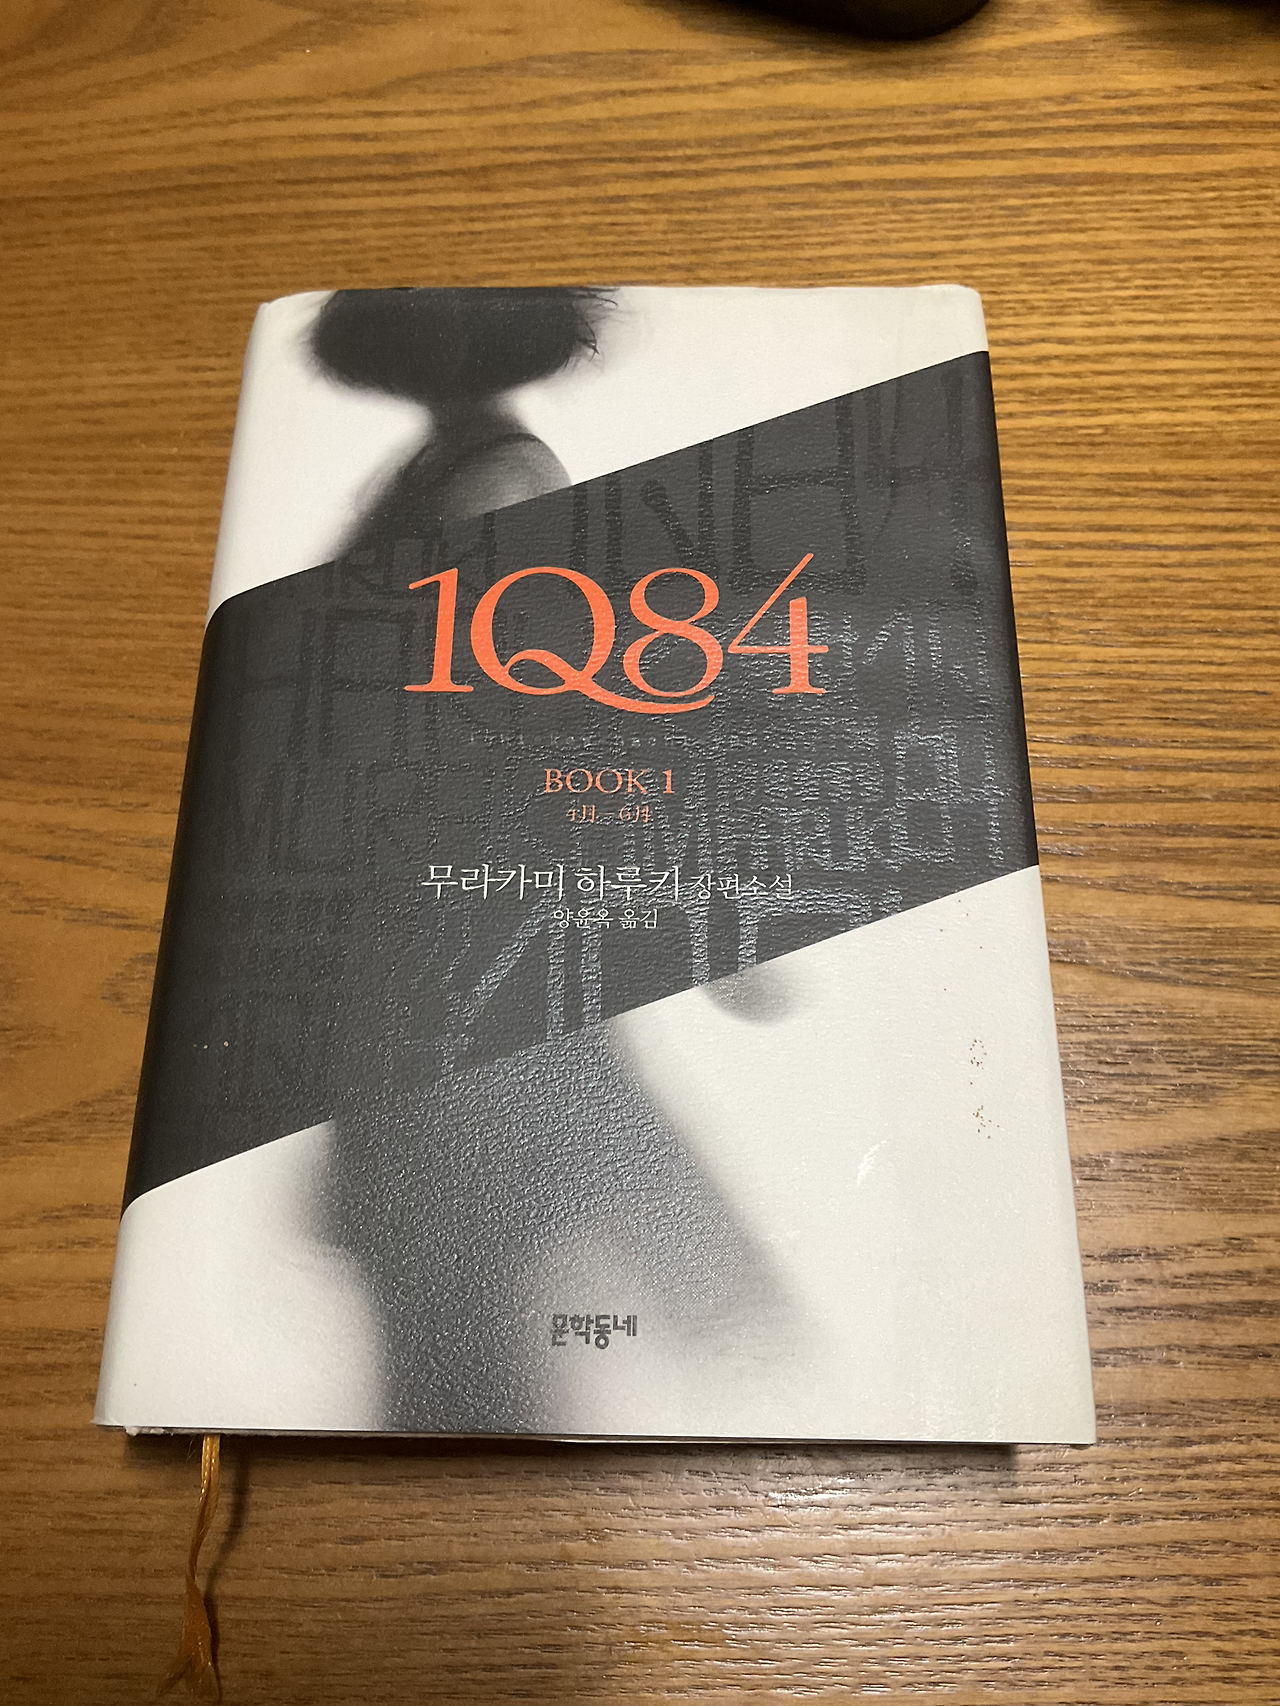 1Q84
BOOK 1
4月-6月
무라카미 하루키 장편소설
양윤옥 옮김
문학동네